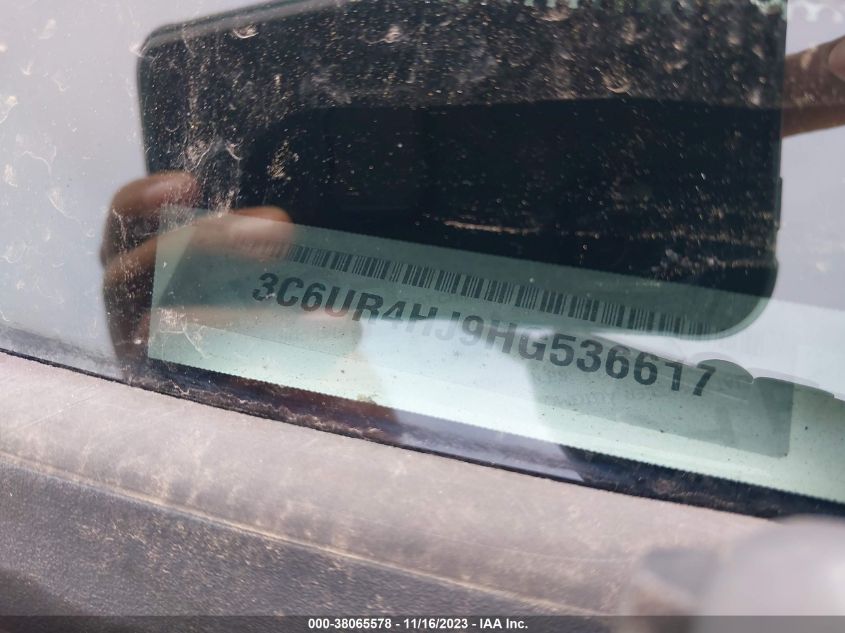 3C6UR4HJ9HG536617
000-38065578 - 11/16/2023 - IAA Inc.